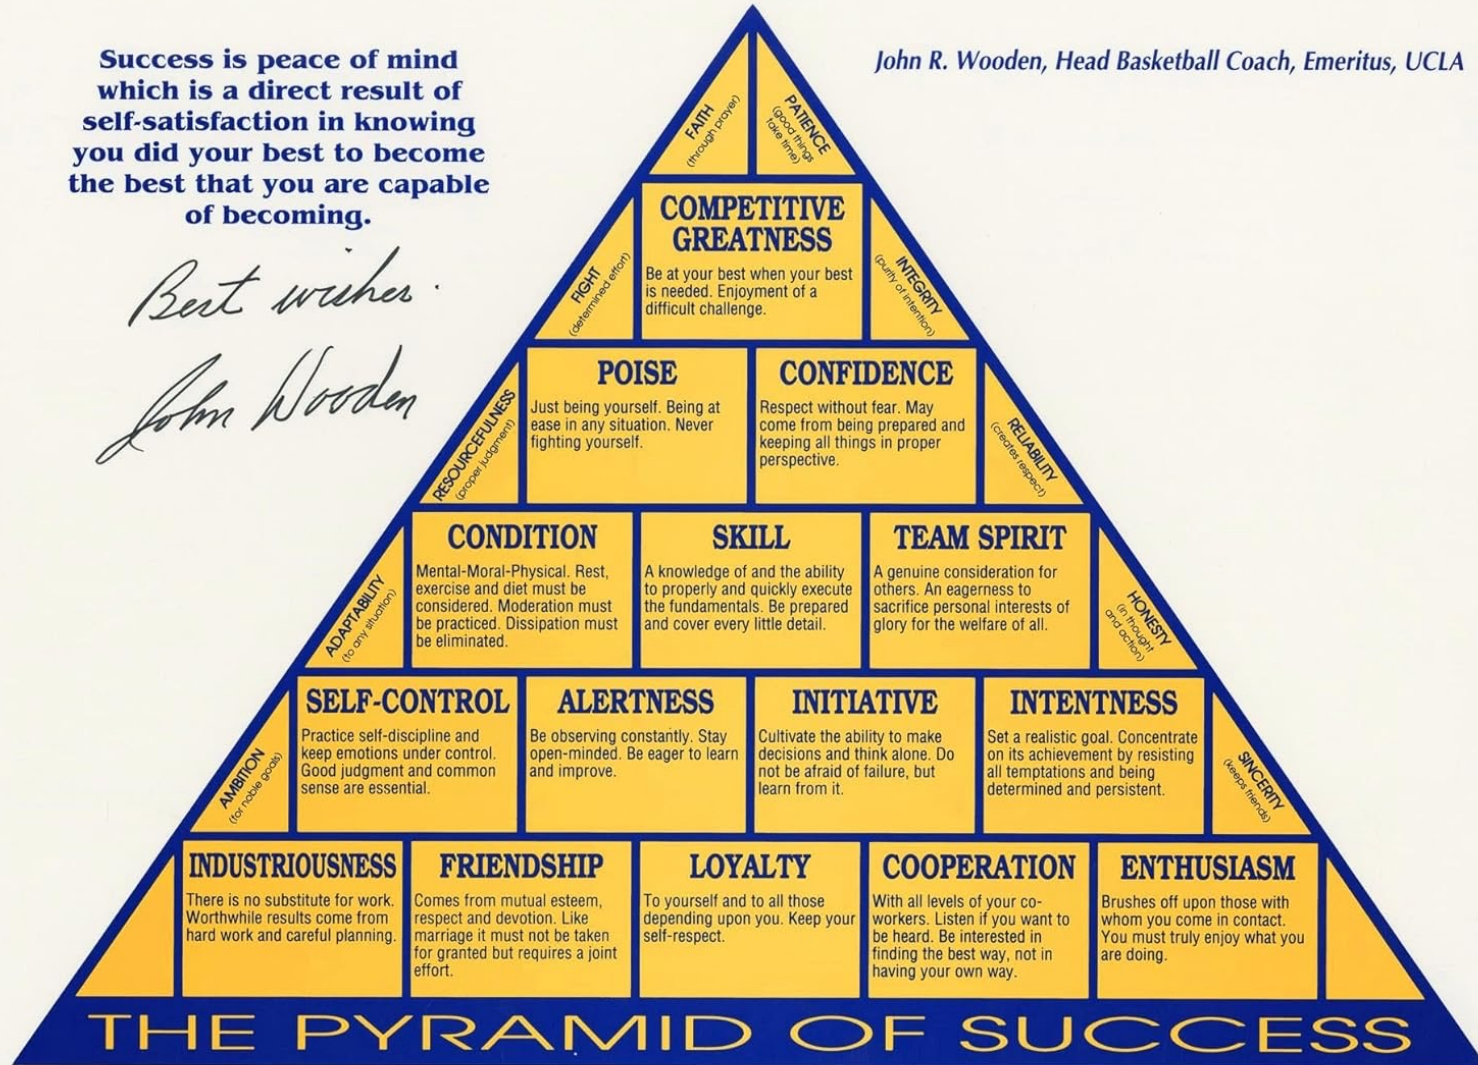 Success is peace of mind
which is a direct result of
self-satisfaction in knowing
you did your best to become
the best that you are capable
of becoming.
Best wishes
John Wooden
John R. Wooden, Head Basketball Coach, Emeritus, UCLA
FAITH
(through prayer)
PATIENCE
(good things
take time)
FIGHT
(determined effort)
COMPETITIVE
GREATNESS
Be at your best when your best
is needed. Enjoyment of a
difficult challenge.
INTEGRITY
(purity of intention)
RESOURCEFULNESS
(proper judgment)
POISE
Just being yourself. Being at
ease in any situation. Never
fighting yourself.
CONFIDENCE
Respect without fear. May
come from being prepared and
keeping all things in proper
perspective.
RELIABILITY
(creates respect)
ADAPTABILITY
(to any situation)
CONDITION
Mental-Moral-Physical. Rest,
exercise and diet must be
considered. Moderation must
be practiced. Dissipation must
be eliminated.
SKILL
A knowledge of and the ability
to properly and quickly execute
the fundamentals. Be prepared
and cover every little detail.
TEAM SPIRIT
A genuine consideration for
others. An eagerness to
sacrifice personal interests of
glory for the welfare of all.
HONESTY
(in thought
and action)
AMBITION
(for noble goals)
SELF-CONTROL
Practice self-discipline and
keep emotions under control.
Good judgment and common
sense are essential.
ALERTNESS
Be observing constantly. Stay
open-minded. Be eager to learn
and improve.
INITIATIVE
Cultivate the ability to make
decisions and think alone. Do
not be afraid of failure, but
learn from it.
INTENTNESS
Set a realistic goal. Concentrate
on its achievement by resisting
all temptations and being
determined and persistent.
SINCERITY
(keeps friends)
INDUSTRIOUSNESS
There is no substitute for work.
Worthwhile results come from
hard work and careful planning.
FRIENDSHIP
Comes from mutual esteem,
respect and devotion. Like
marriage it must not be taken
for granted but requires a joint
effort.
LOYALTY
To yourself and to all those
depending upon you. Keep your
self-respect.
COOPERATION
With all levels of your co-
workers. Listen if you want to
be heard. Be interested in
finding the best way, not in
having your own way.
ENTHUSIASM
Brushes off upon those with
whom you come in contact.
You must truly enjoy what you
are doing.
THE PYRAMID OF SUCCESS